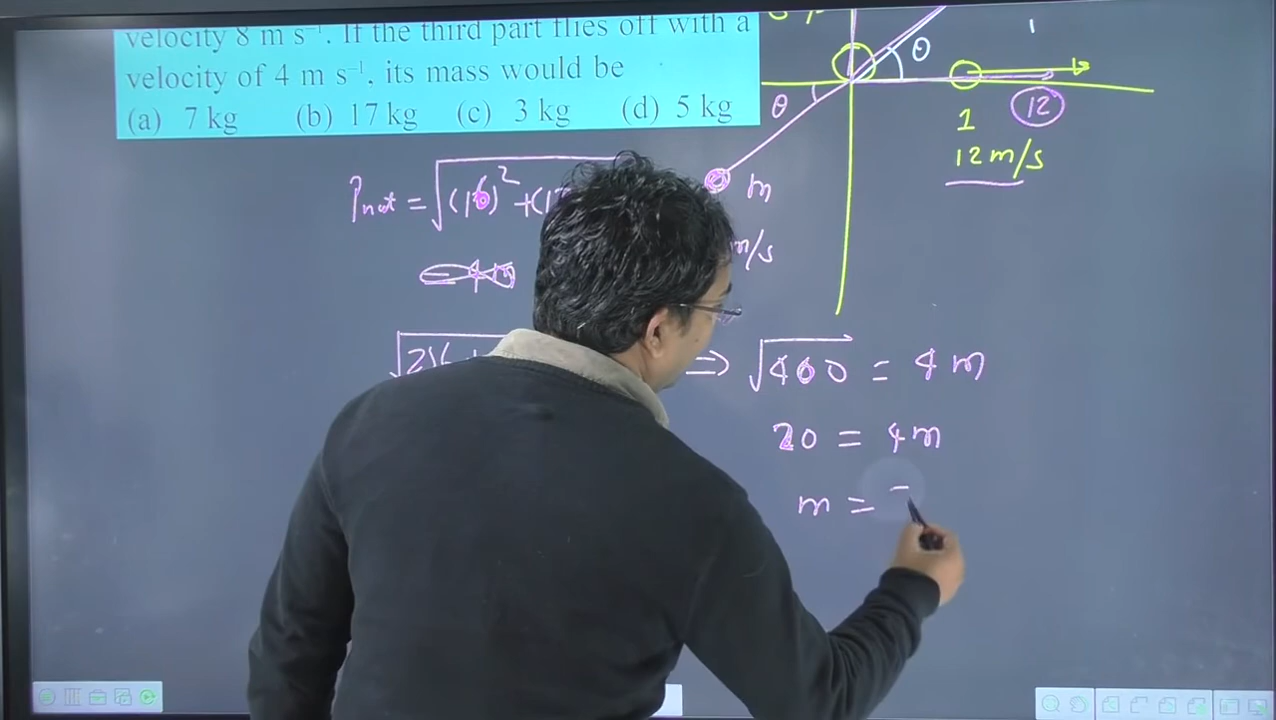 velocity 8 m s⁻¹. If the third part flies off with a
velocity of 4 m s⁻¹, its mass would be
(a) 7 kg (b) 17 kg (c) 3 kg (d) 5 kg
θ
θ
1
12
12 m/s
m
m/s
Pnet = √(16)² + (1
√256 +
⇒ √400 = 4 m
20 = 4 m
m =